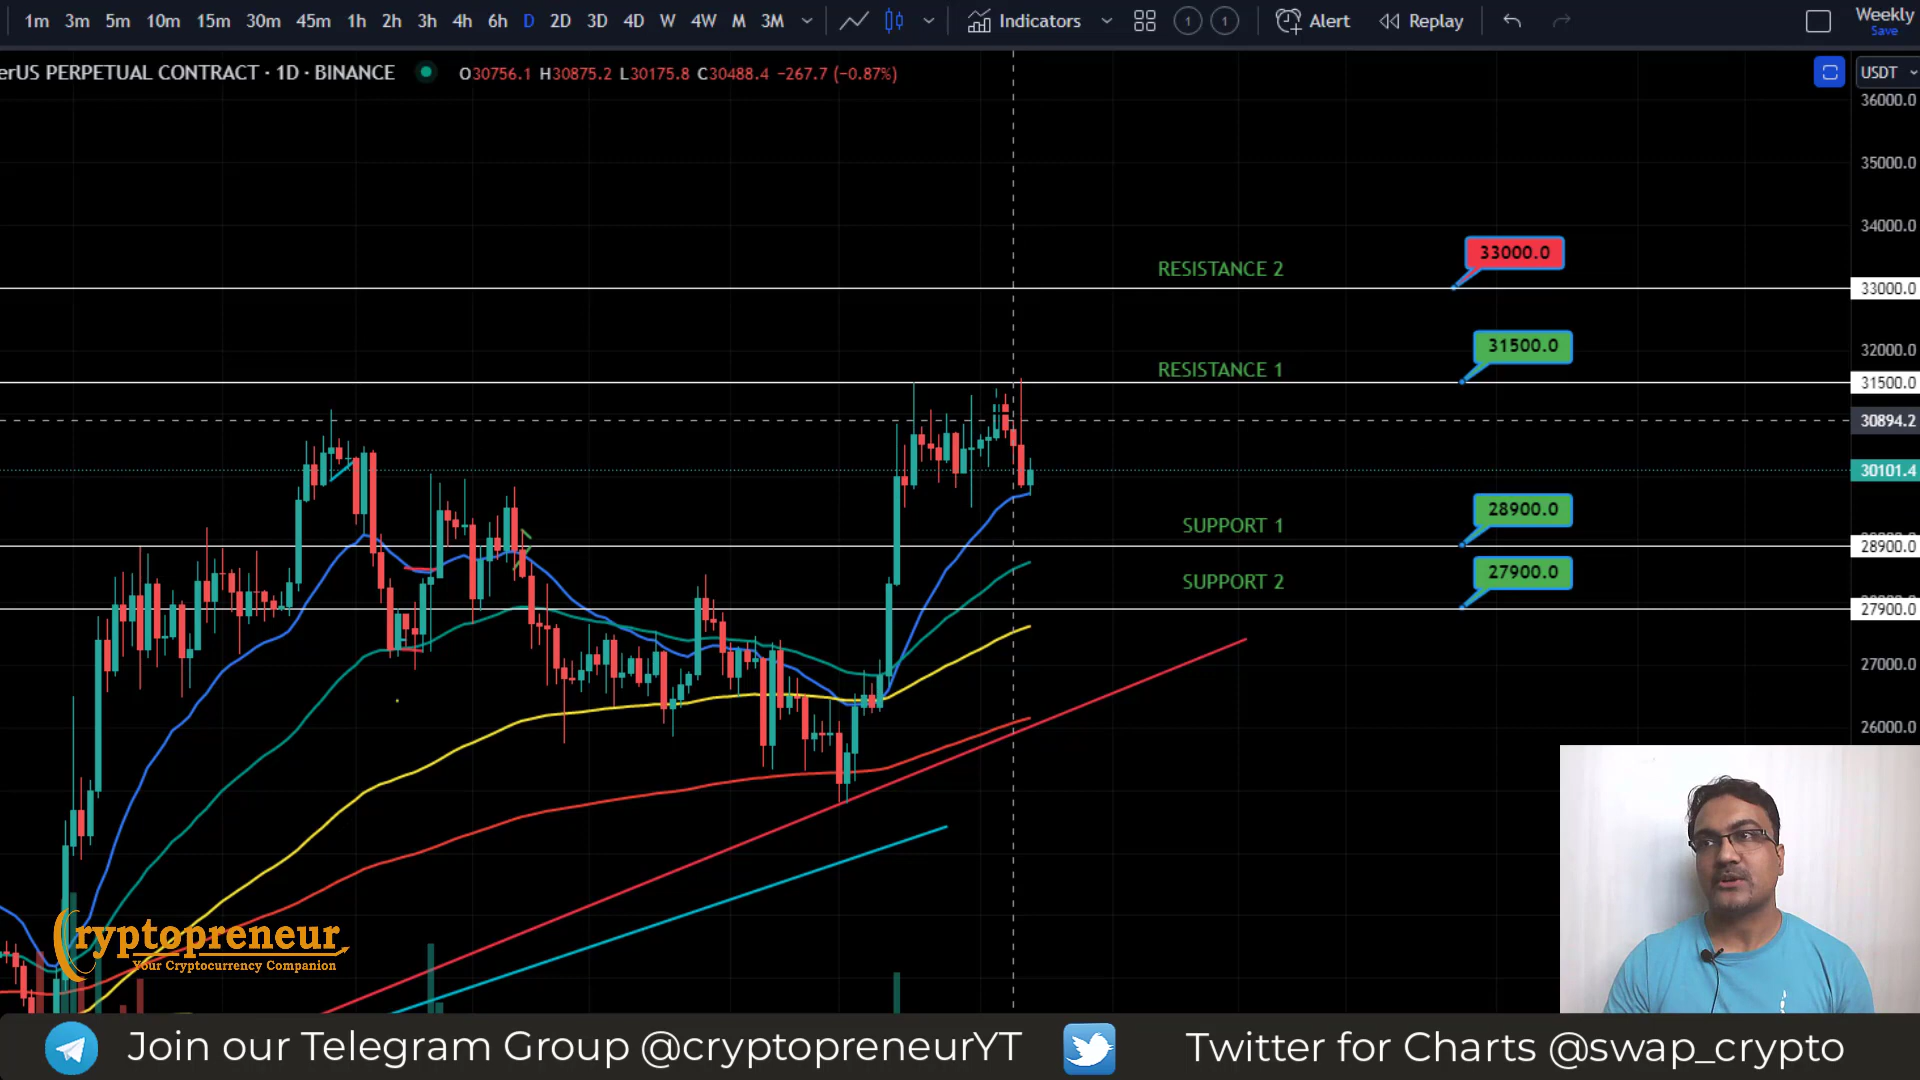 1m 3m 5m 10m 15m 30m 45m 1h 2h 3h 4h 6h D 2D 3D 4D W 4W M 3M Indicators 1 1 Alert Replay Weekly
Save
erUS PERPETUAL CONTRACT · 1D · BINANCE O30756.1 H30875.2 L30175.8 C30488.4 −267.7 (−0.87%) USDT
36000.0
35000.0
34000.0
RESISTANCE 2 33000.0
33000.0
RESISTANCE 1 31500.0
32000.0
31500.0
30894.2
30101.4
SUPPORT 1 28900.0
28900.0
SUPPORT 2 27900.0
27900.0
27000.0
26000.0
Cryptopreneur
Your Cryptocurrency Companion
Join our Telegram Group @cryptopreneurYT Twitter for Charts @swap_crypto